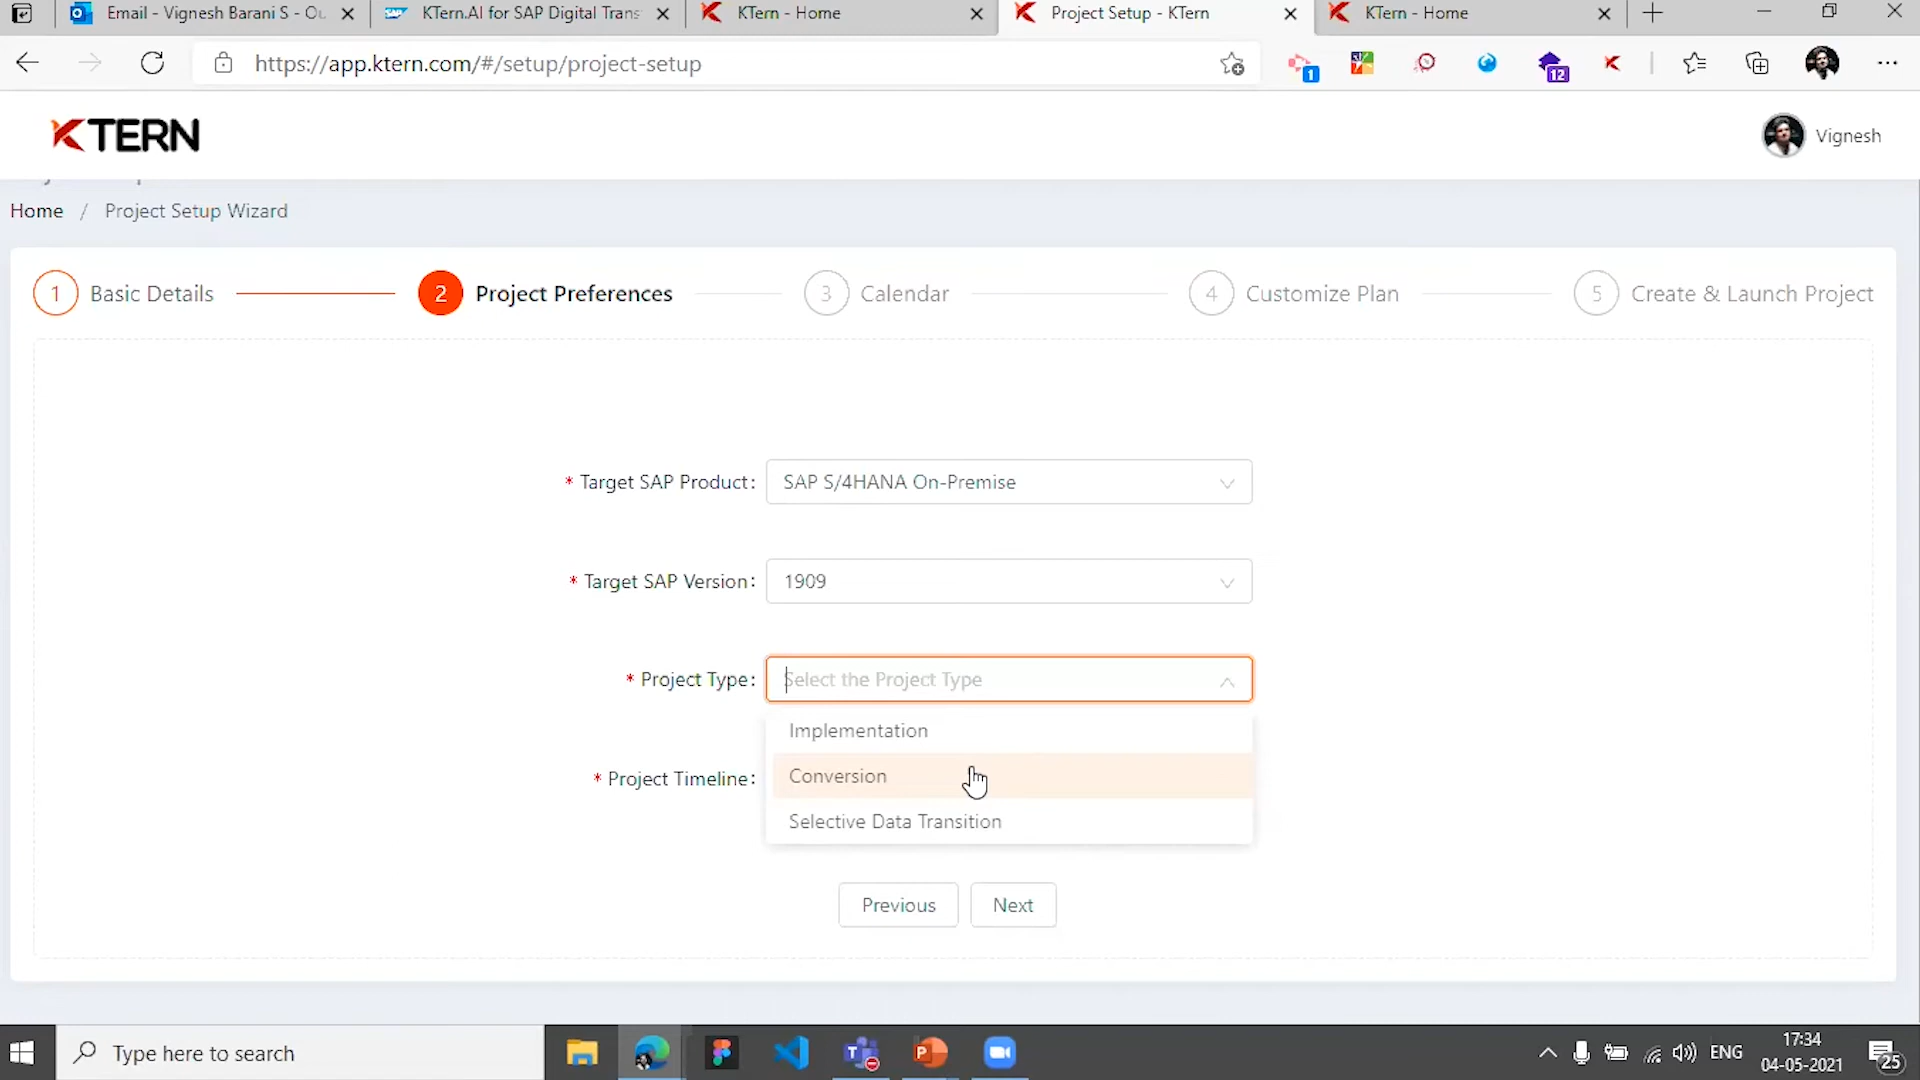 Email - Vignesh Barani S - Ou
KTern.AI for SAP Digital Trans
KTern - Home
Project Setup - KTern
KTern - Home
https://app.ktern.com/#/setup/project-setup
1
12
KTERN
Vignesh
Home / Project Setup Wizard
1 Basic Details
2 Project Preferences
3 Calendar
4 Customize Plan
5 Create & Launch Project
* Target SAP Product: SAP S/4HANA On-Premise
* Target SAP Version: 1909
* Project Type: Select the Project Type
Implementation
Conversion
Selective Data Transition
* Project Timeline:
Previous Next
Type here to search
ENG
17:34
04-05-2021
25